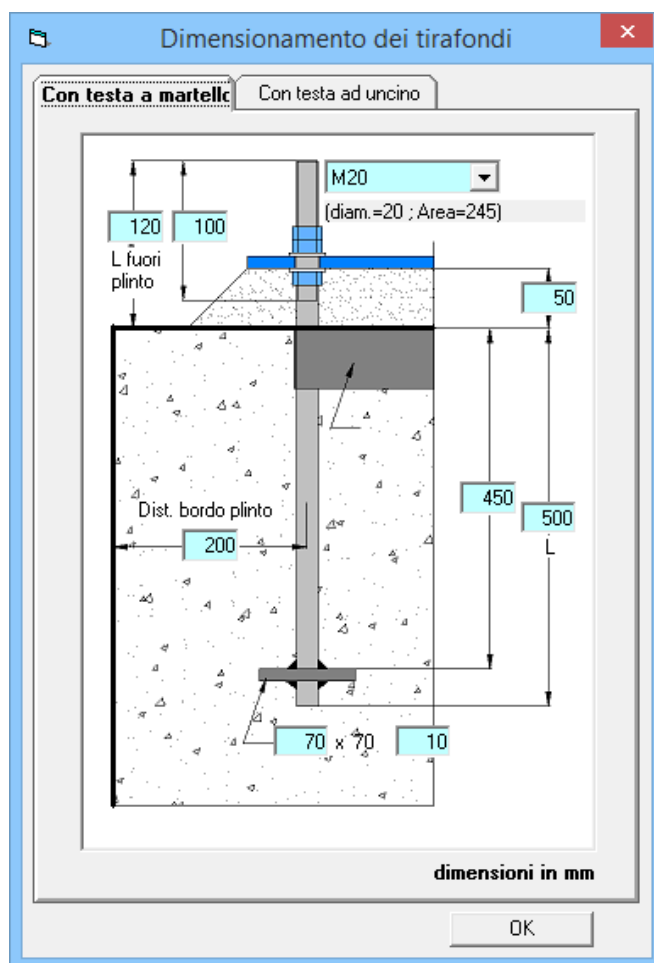 Dimensionamento dei tirafondi
Con testa a martello
Con testa ad uncino
M20
(diam.=20 ; Area=245)
120
100
L fuori
plinto
50
Dist. bordo plinto
200
450
500
L
70 x 70
10
dimensioni in mm
OK